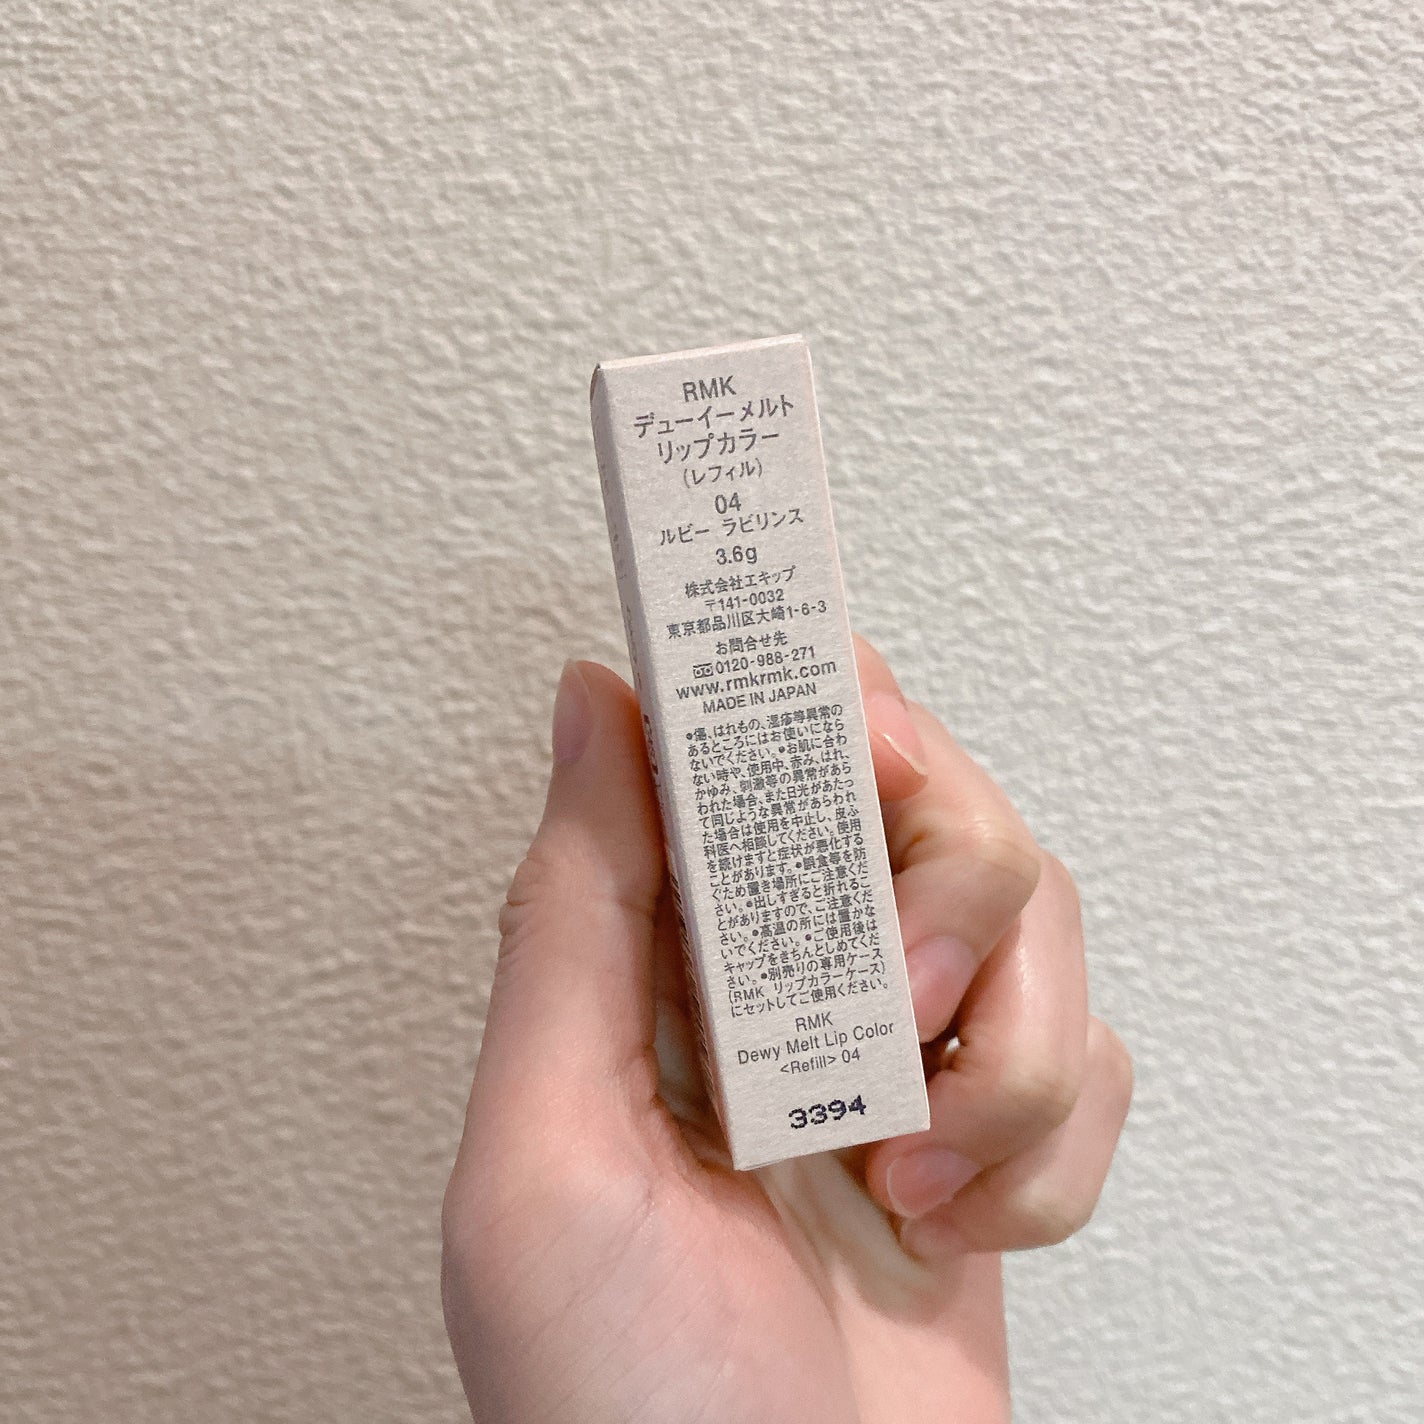 RMK
デューイーメルト
リップカラー
(レフィル)
04
ルビー ラビリンス
3.6g
株式会社エキップ
〒141-0032
東京都品川区大崎1-6-3
お問合せ先
0120-988-271
www.rmkrmk.com
MADE IN JAPAN
●傷、はれもの、湿疹等異常の
あるところにはお使いになら
ないでください。●お肌に合わ
ない時や、使用中、赤み、はれ、
かゆみ、刺激等の異常があら
われた場合、また日光があたっ
て同じような異常があらわれ
た場合は使用を中止し、皮ふ
科医へ相談してください。使用
を続けますと症状が悪化する
ことがあります。●誤食等を防
ぐため置き場所にご注意くだ
さい。●出しすぎると折れるこ
とがありますので、ご注意くだ
さい。●高温の所には置かな
いでください。●ご使用後は
キャップをきちんとしめてくだ
さい。●別売りの専用ケース
(RMK リップカラーケース)
にセットしてご使用ください。
RMK
Dewy Melt Lip Color
<Refill> 04
3394